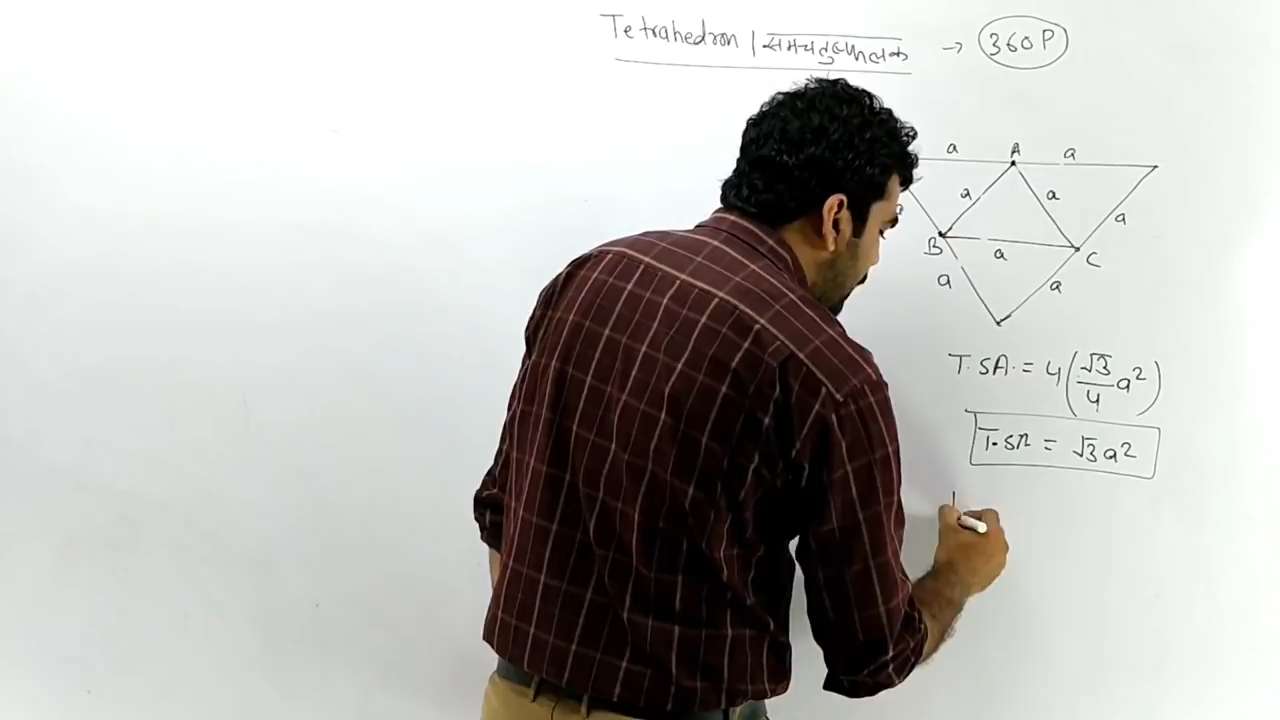 Tetrahedron | समचतुष्फलक → 360P
a A a
a a a a
B a C
a a
T.SA. = 4(√3/4 a²)
T.SA = √3a²